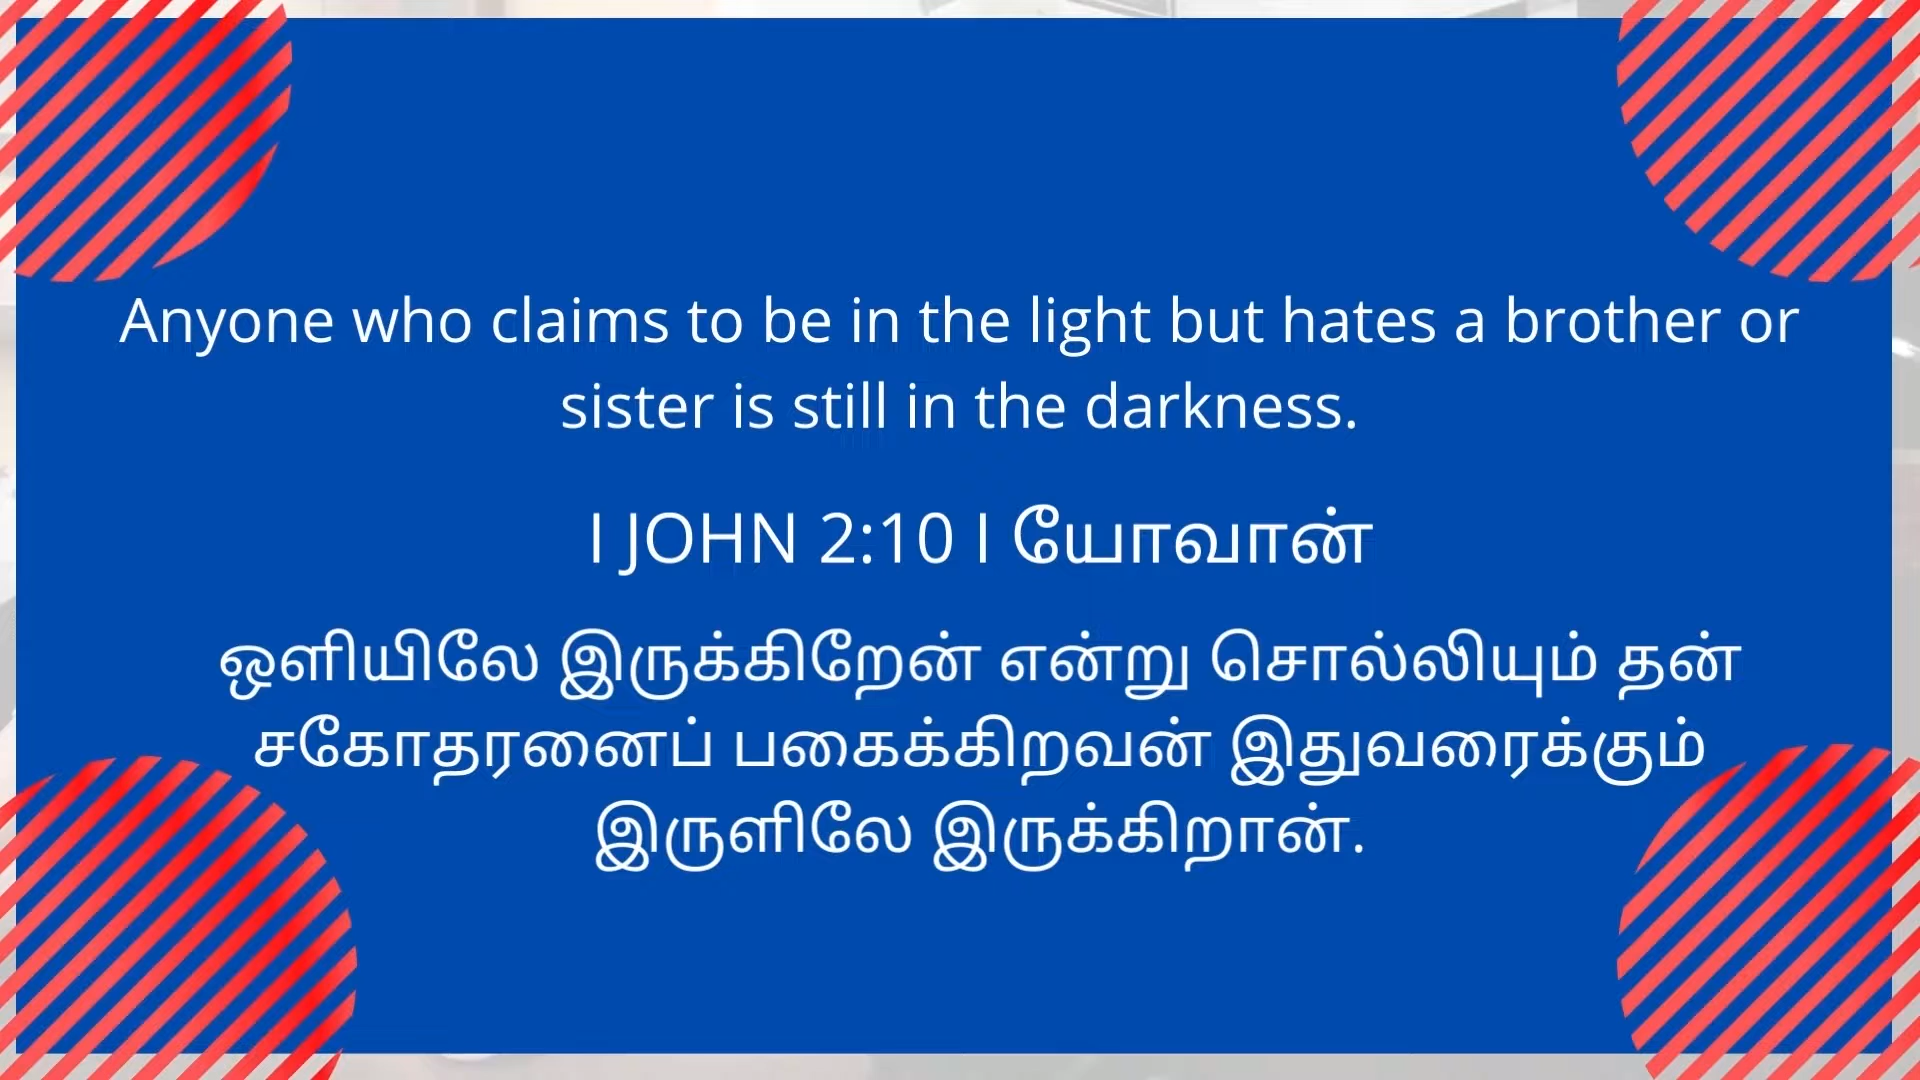 Anyone who claims to be in the light but hates a brother or
sister is still in the darkness.
I JOHN 2:10 I யோவான்
ஒளியிலே இருக்கிறேன் என்று சொல்லியும் தன்
சகோதரனைப் பகைக்கிறவன் இதுவரைக்கும்
இருளிலே இருக்கிறான்.